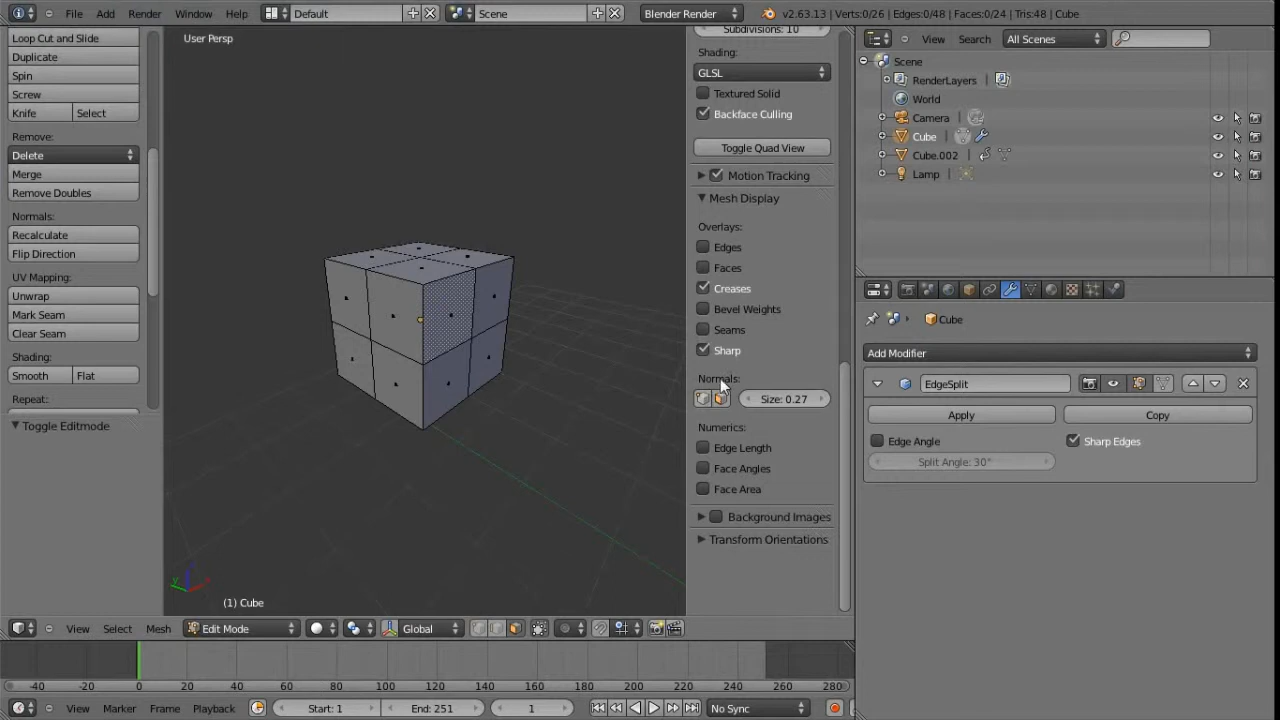 File Add Render Window Help Default Scene Blender Render v2.63.13 | Verts:0/26 | Edges:0/48 | Faces:0/24 | Tris:48 | Cube
Loop Cut and Slide
Duplicate
Spin
Screw
Knife Select
Remove:
Delete
Merge
Remove Doubles
Normals:
Recalculate
Flip Direction
UV Mapping:
Unwrap
Mark Seam
Clear Seam
Shading:
Smooth Flat
Repeat:
Toggle Editmode
User Persp
(1) Cube
Subdivisions: 10
Shading:
GLSL
Textured Solid
Backface Culling
Toggle Quad View
Motion Tracking
Mesh Display
Overlays:
Edges
Faces
Creases
Bevel Weights
Seams
Sharp
Normals:
Size: 0.27
Numerics:
Edge Length
Face Angles
Face Area
Background Images
Transform Orientations
View Search All Scenes
Scene
RenderLayers |
World
Camera |
Cube |
Cube.002 |
Lamp |
Cube
Add Modifier
EdgeSplit
Apply Copy
Edge Angle Sharp Edges
Split Angle: 30°
View Select Mesh Edit Mode Global
-40 -20 0 20 40 60 80 100 120 140 160 180 200 220 240 260 280
View Marker Frame Playback Start: 1 End: 251 1 No Sync